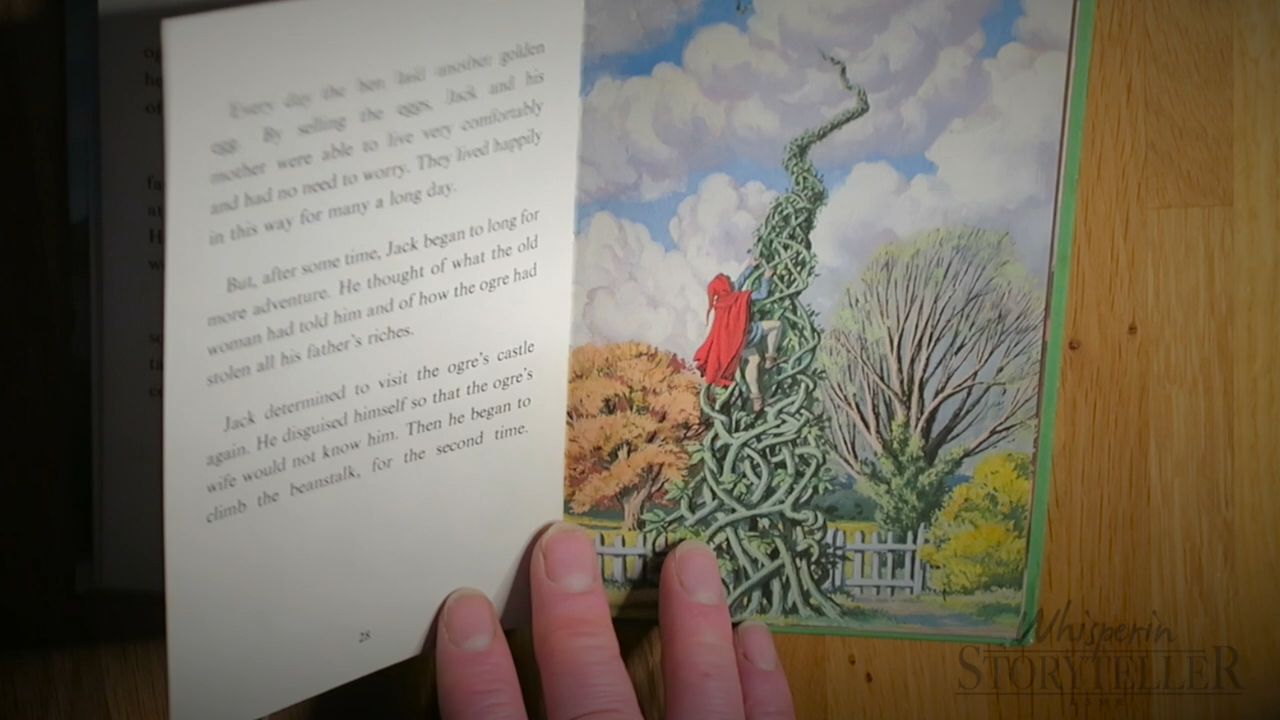 Every day the hen laid another golden
egg. By selling the eggs, Jack and his
mother were able to live very comfortably
and had no need to worry. They lived happily
in this way for many a long day.
But, after some time, Jack began to long for
more adventure. He thought of what the old
woman had told him and of how the ogre had
stolen all his father's riches.
Jack determined to visit the ogre's castle
again. He disguised himself so that the ogre's
wife would not know him. Then he began to
climb the beanstalk, for the second time.
28
Whisperin
STORYTELLER